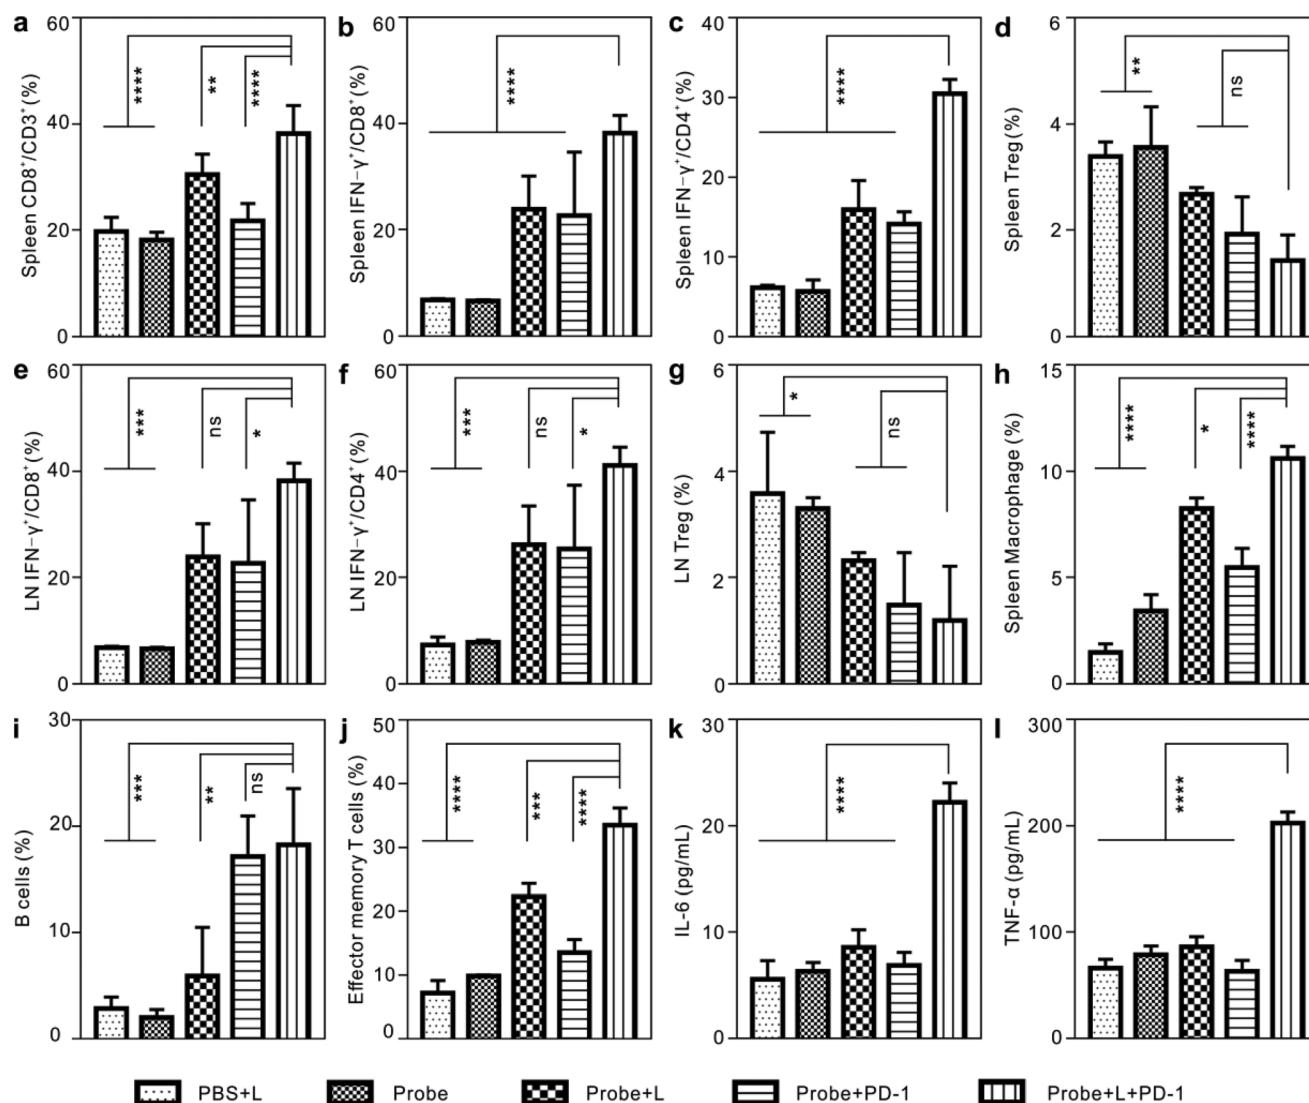 a
Spleen CD8⁺/CD3⁺ (%)
60
40
20
0
****
**
****
b
Spleen IFN−γ⁺/CD8⁺ (%)
60
40
20
0
****
c
Spleen IFN−γ⁺/CD4⁺ (%)
40
30
20
10
0
****
d
Spleen Treg (%)
6
4
2
0
**
ns
e
LN IFN−γ⁺/CD8⁺ (%)
60
40
20
0
***
ns
*
f
LN IFN−γ⁺/CD4⁺ (%)
60
40
20
0
***
ns
*
g
LN Treg (%)
6
4
2
0
*
ns
h
Spleen Macrophage (%)
15
10
5
0
****
*
****
i
B cells (%)
30
20
10
0
***
**
ns
j
Effector memory T cells (%)
50
40
30
20
10
0
****
***
****
k
IL-6 (pg/mL)
30
20
10
0
****
l
TNF-α (pg/mL)
300
200
100
0
****
PBS+L
Probe
Probe+L
Probe+PD-1
Probe+L+PD-1